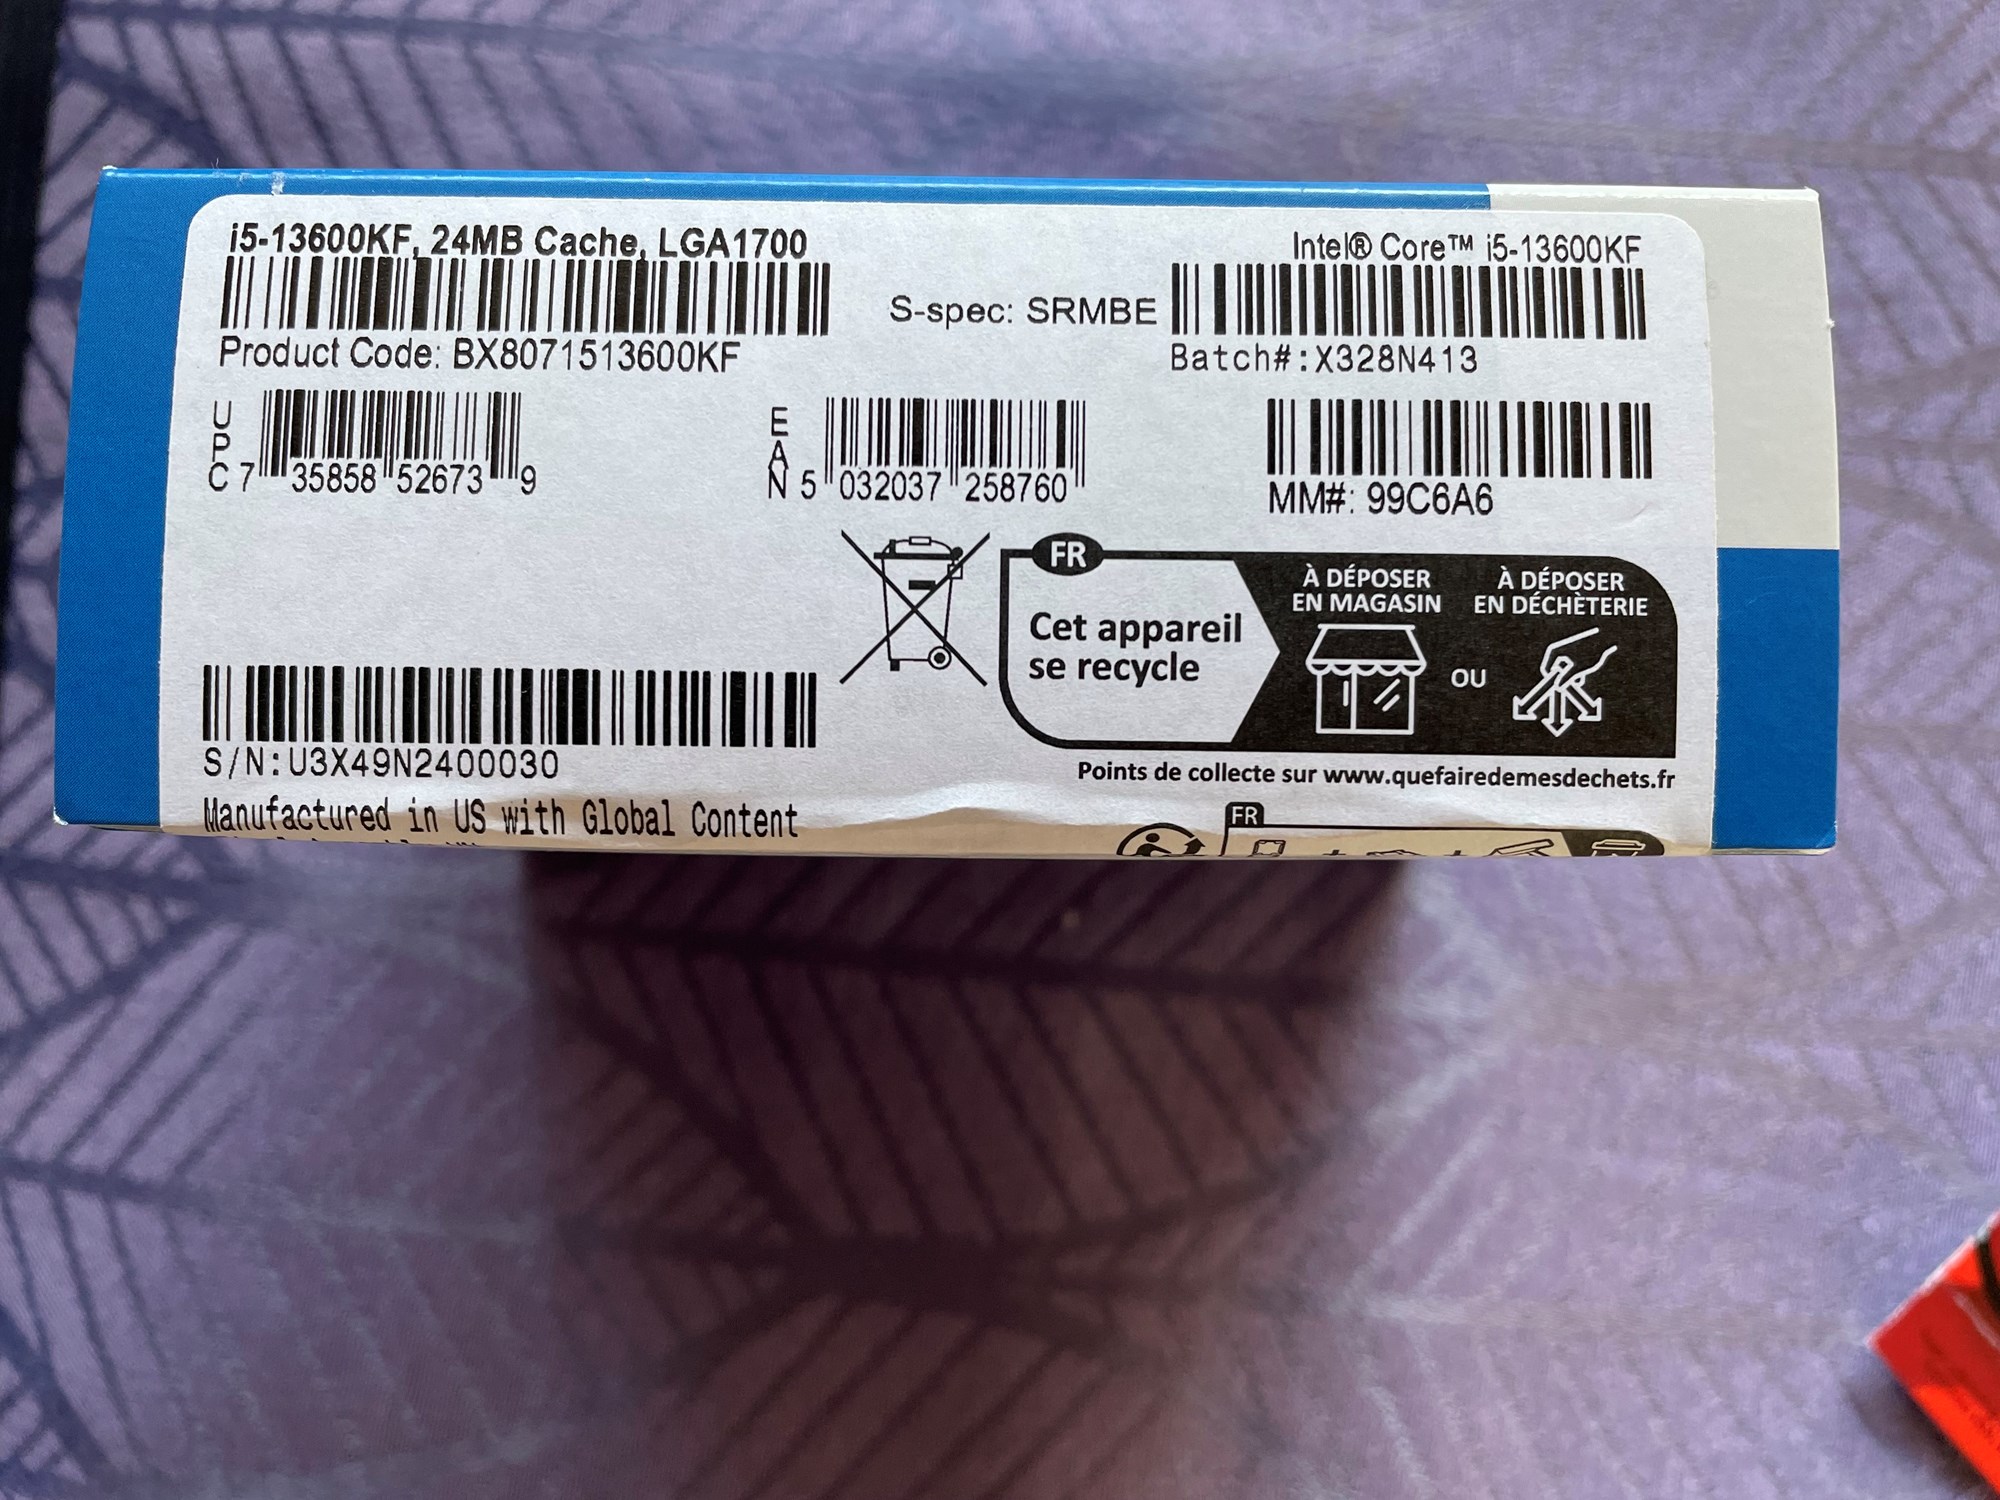 i5-13600KF, 24MB Cache, LGA1700
Intel® Core™ i5-13600KF
S-spec: SRMBE
Product Code: BX8071513600KF
Batch#:X328N413
UPC 7 35858 52673 9
EAN 5 032037 258760
MM#: 99C6A6
FR
Cet appareil
se recycle
À DÉPOSER
EN MAGASIN
OU
À DÉPOSER
EN DÉCHÈTERIE
Points de collecte sur www.quefairedemesdechets.fr
S/N:U3X49N2400030
Manufactured in US with Global Content
FR